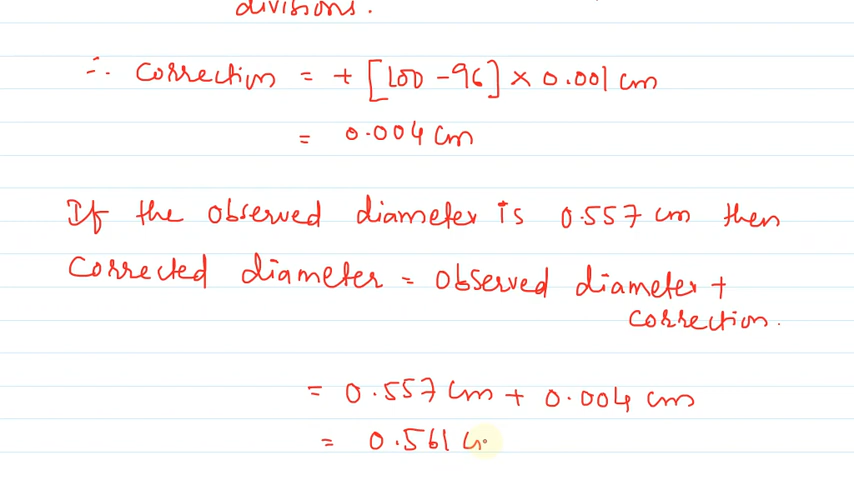 divisions.
∴ correction = + [100 - 96] × 0.001 cm
= 0.004 cm
If the observed diameter is 0.557 cm then
Corrected diameter = observed diameter +
correction.
= 0.557 cm + 0.004 cm
= 0.561 c